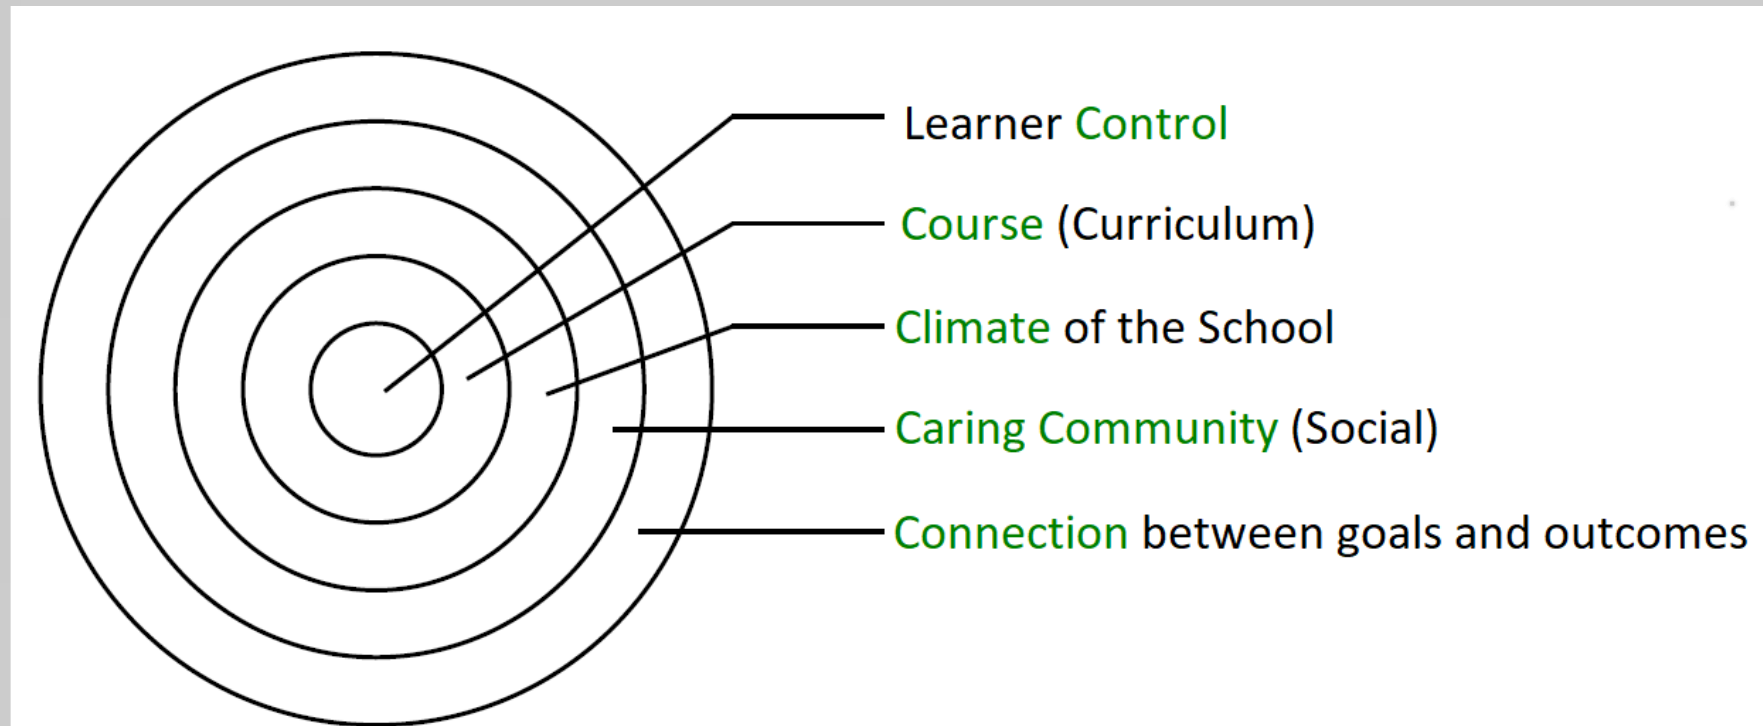 Learner Control
Course (Curriculum)
Climate of the School
Caring Community (Social)
Connection between goals and outcomes